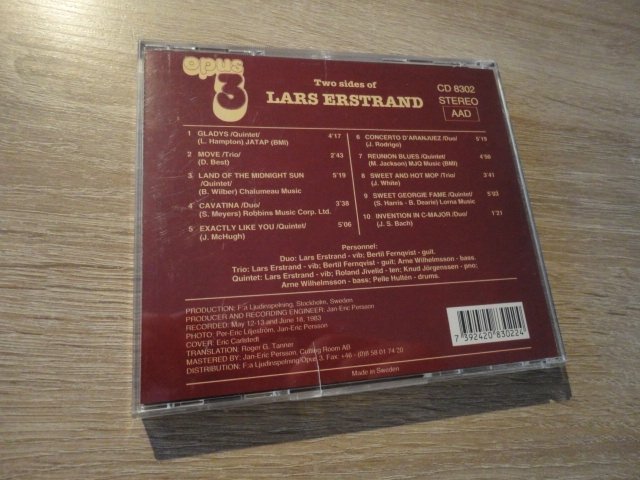 opus
3
Two sides of
LARS ERSTRAND
CD 8302
STEREO
AAD
1 GLADYS /Quintet/ 4'17
(L. Hampton) JATAP (BMI)
2 MOVE /Trio/ 2'43
(D. Best)
3 LAND OF THE MIDNIGHT SUN 5'19
/Quintet/
(B. Wilber) Chalumeau Music
4 CAVATINA /Duo/ 3'38
(S. Meyers) Robbins Music Corp. Ltd.
5 EXACTLY LIKE YOU /Quintet/ 5'06
(J. McHugh)
6 CONCERTO D'ARANJUEZ /Duo/ 5'15
(J. Rodrigo)
7 REUNION BLUES /Quintet/ 4'56
(M. Jackson) MJQ Music (BMI)
8 SWEET AND HOT MOP /Trio/ 3'41
(J. White)
9 SWEET GEORGIE FAME /Quintet/ 5'03
(S. Harris - B. Dearie) Lorna Music
10 INVENTION IN C-MAJOR /Duo/ 1'21
(J. S. Bach)
Personnel:
Duo: Lars Erstrand - vib; Bertil Fernqvist - guit.
Trio: Lars Erstrand - vib; Bertil Fernqvist - guit; Arne Wilhelmsson - bass.
Quintet: Lars Erstrand - vib; Roland Jivelid - ten; Knud Jörgenssen - pno;
Arne Wilhelmsson - bass; Pelle Hultén - drums.
PRODUCTION: F:a Ljudinspelning, Stockholm, Sweden
PRODUCER AND RECORDING ENGINEER: Jan-Eric Persson
RECORDED: May 12-13 and June 18, 1983
PHOTO: Per-Eric Liljeström, Jan-Eric Persson
COVER: Eric Carlstedt
TRANSLATION: Roger G. Tanner
MASTERED BY: Jan-Eric Persson, Cutting Room AB
DISTRIBUTION: F:a Ljudinspelning/Opus 3, Fax: +46 - (0)8 58 01 74 20
7 392420 830224
Made in Sweden